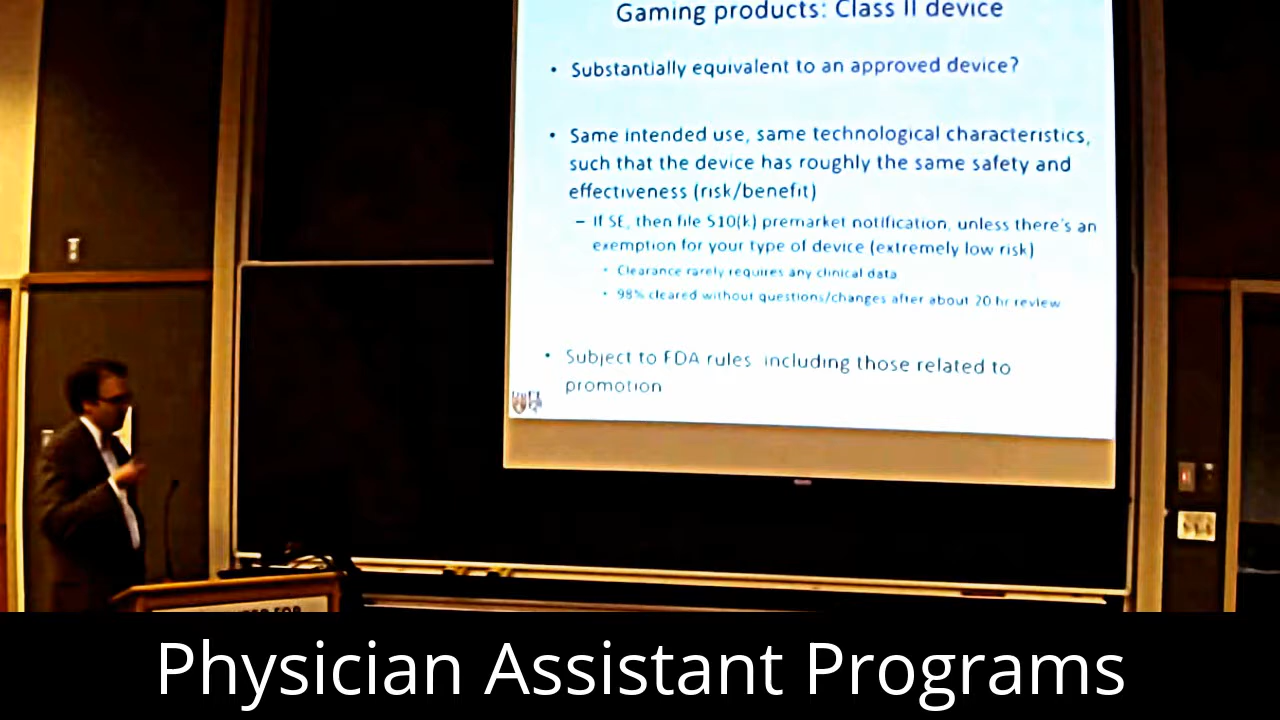 Gaming products: Class II device
• Substantially equivalent to an approved device?
• Same intended use, same technological characteristics,
such that the device has roughly the same safety and
effectiveness (risk/benefit)
– If SE, then file 510(k) premarket notification, unless there's an
exemption for your type of device (extremely low risk)
• Clearance rarely requires any clinical data
• 98% cleared without questions/changes after about 20 hr review
• Subject to FDA rules including those related to
promotion
FOR
Physician Assistant Programs